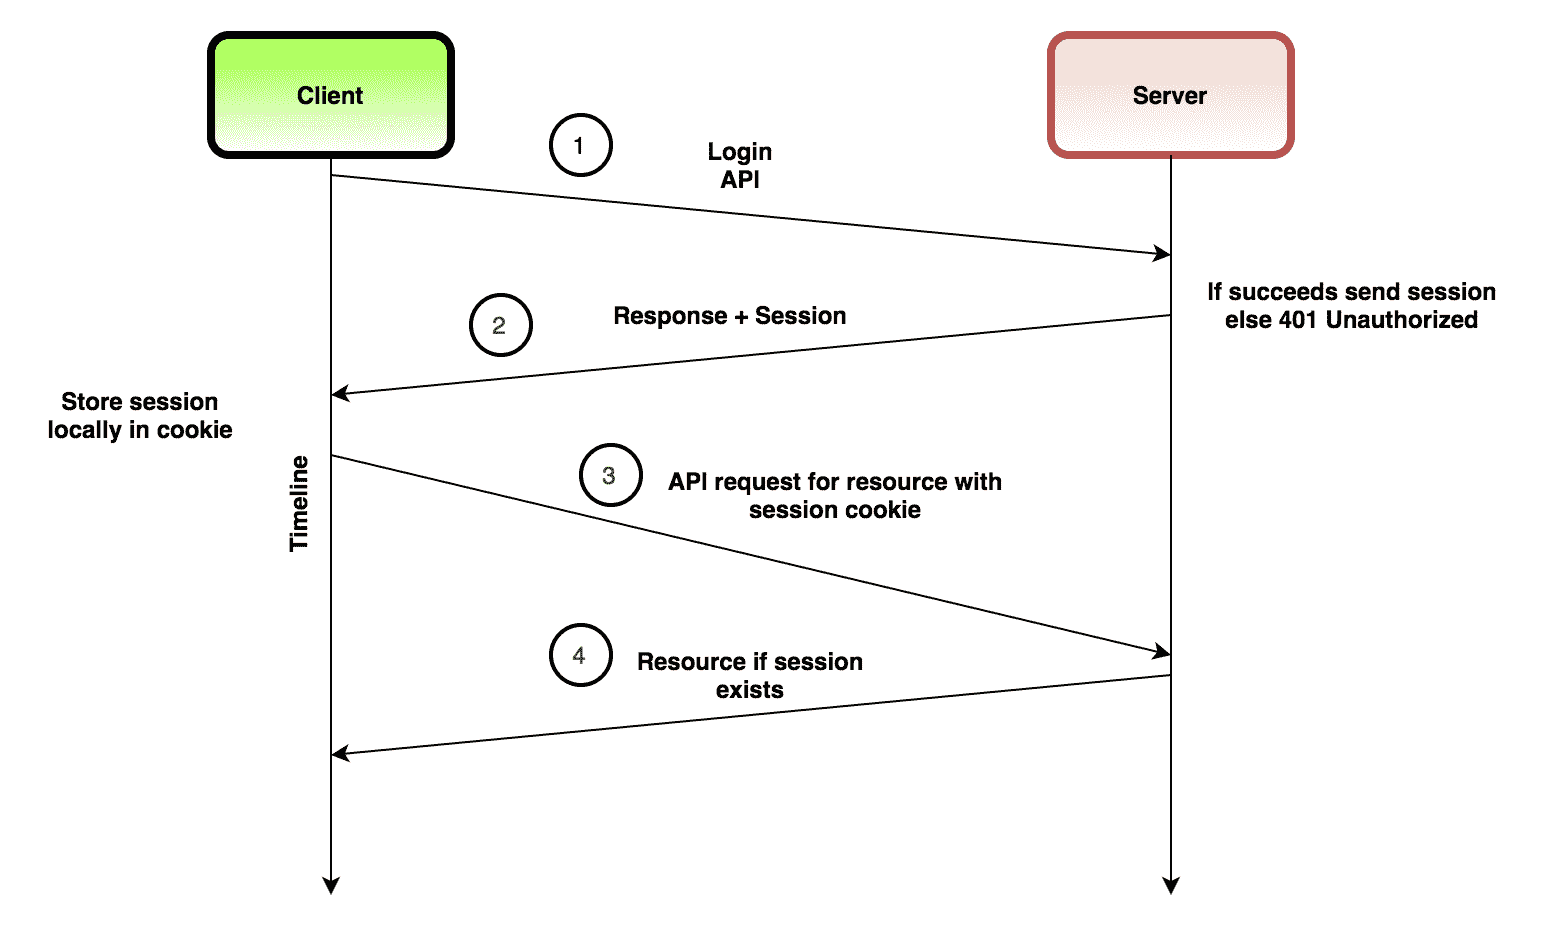 Client
Server
1
Login
API
If succeeds send session
else 401 Unauthorized
2
Response + Session
Store session
locally in cookie
Timeline
3
API request for resource with
session cookie
4
Resource if session
exists